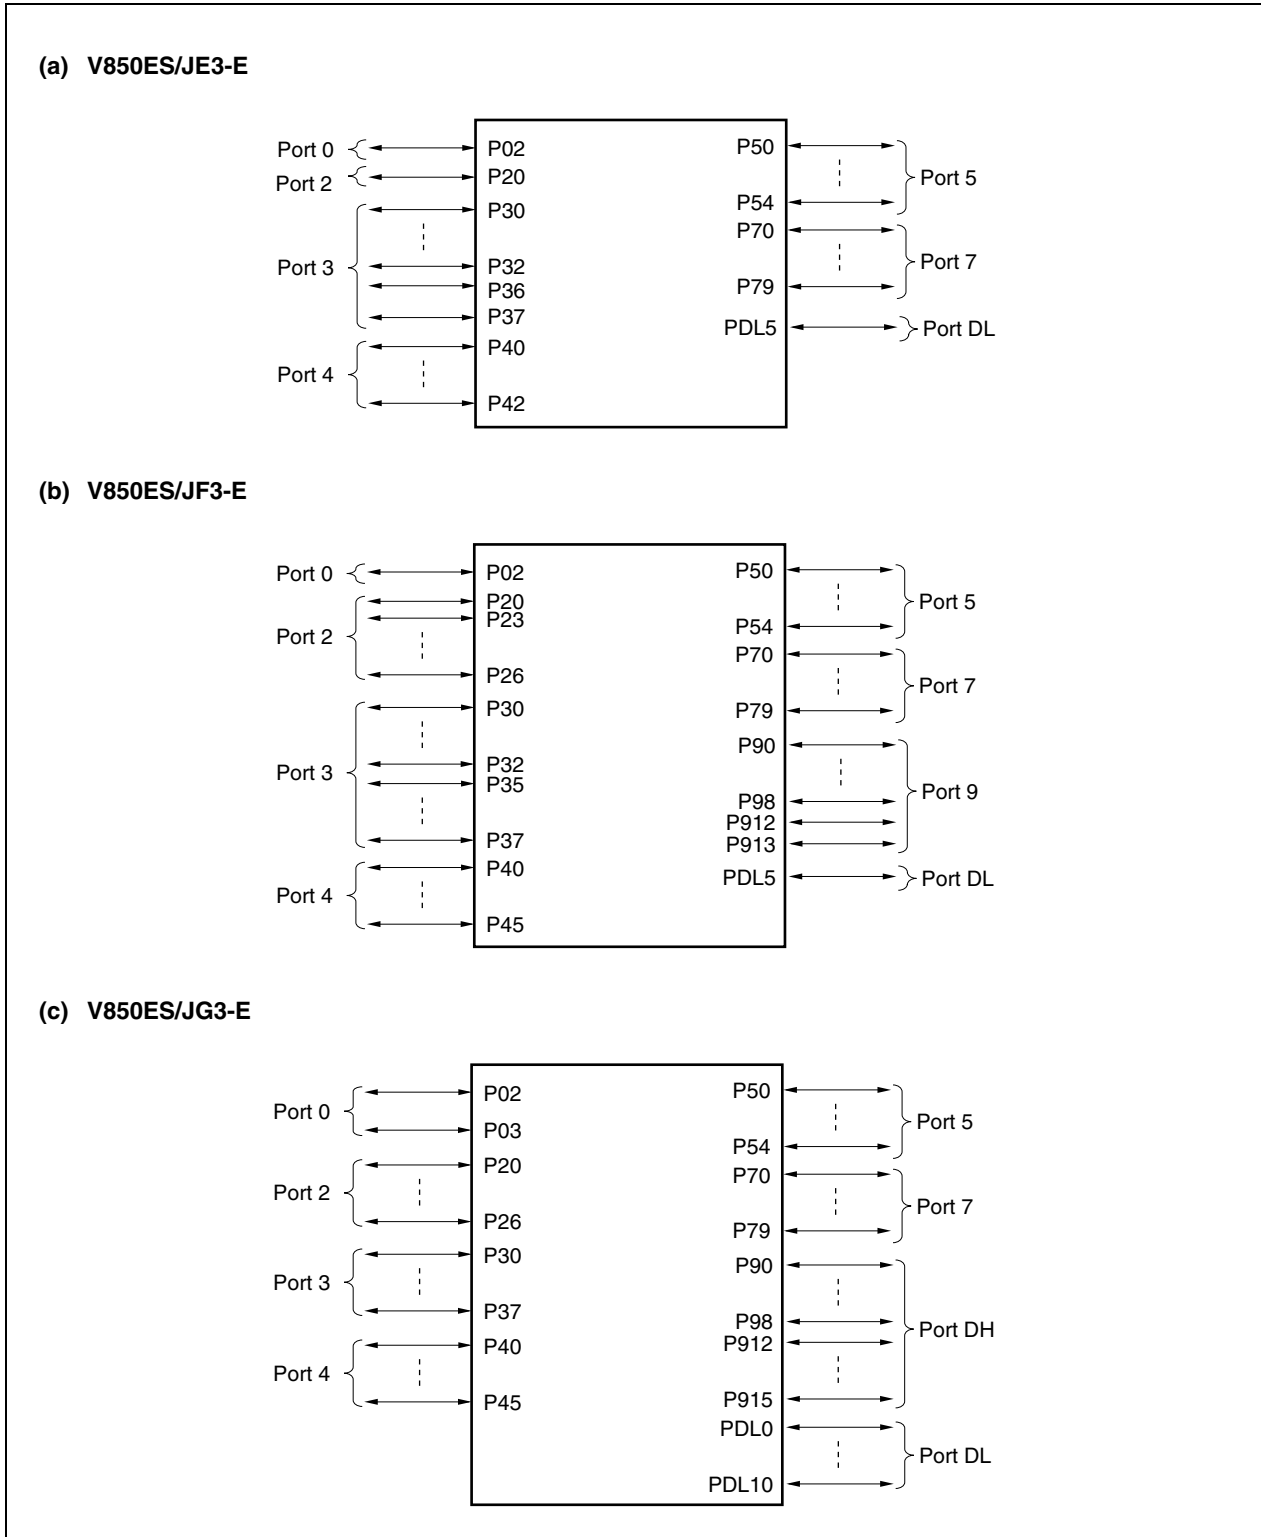 (a) V850ES/JE3-E
Port 0
P02
Port 2
P20
Port 3
P30
P32
P36
P37
Port 4
P40
P42
P50
P54
Port 5
P70
P79
Port 7
PDL5
Port DL
(b) V850ES/JF3-E
Port 0
P02
Port 2
P20
P23
P26
Port 3
P30
P32
P35
P37
Port 4
P40
P45
P50
P54
Port 5
P70
P79
Port 7
P90
P98
P912
P913
Port 9
PDL5
Port DL
(c) V850ES/JG3-E
Port 0
P02
P03
Port 2
P20
P26
Port 3
P30
P37
Port 4
P40
P45
P50
P54
Port 5
P70
P79
Port 7
P90
P98
P912
P915
Port DH
PDL0
PDL10
Port DL